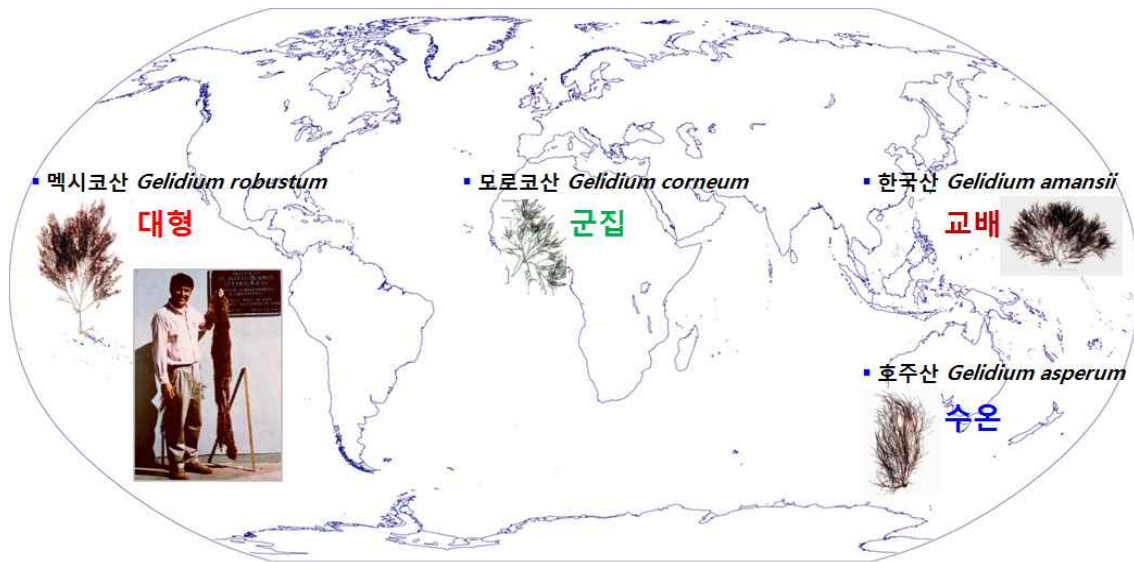 ▪ 멕시코산 Gelidium robustum
대형
▪ 모로코산 Gelidium corneum
군집
▪ 한국산 Gelidium amansii
교배
▪ 호주산 Gelidium asperum
수온